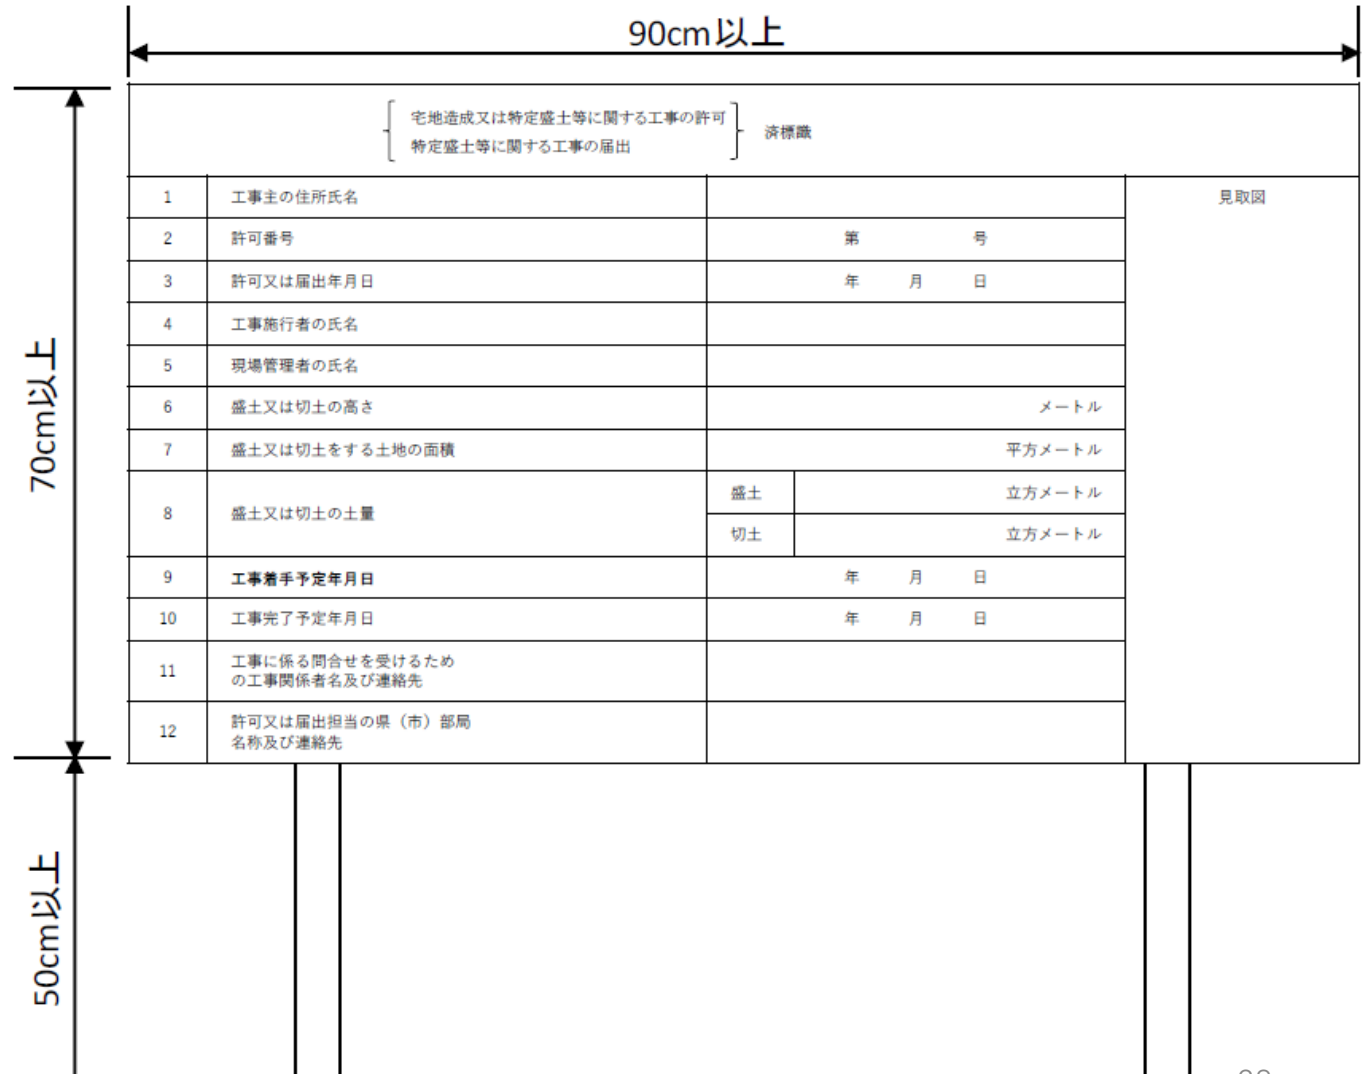 90cm以上
宅地造成又は特定盛土等に関する工事の許可
特定盛土等に関する工事の届出
済標識
1 工事主の住所氏名 見取図
2 許可番号 第 号
3 許可又は届出年月日 年 月 日
4 工事施行者の氏名
5 現場管理者の氏名
6 盛土又は切土の高さ メートル
7 盛土又は切土をする土地の面積 平方メートル
8 盛土又は切土の土量
盛土 立方メートル
切土 立方メートル
9 工事着手予定年月日 年 月 日
10 工事完了予定年月日 年 月 日
11 工事に係る問合せを受けるため
の工事関係者名及び連絡先
12 許可又は届出担当の県（市）部局
名称及び連絡先
70cm以上
50cm以上